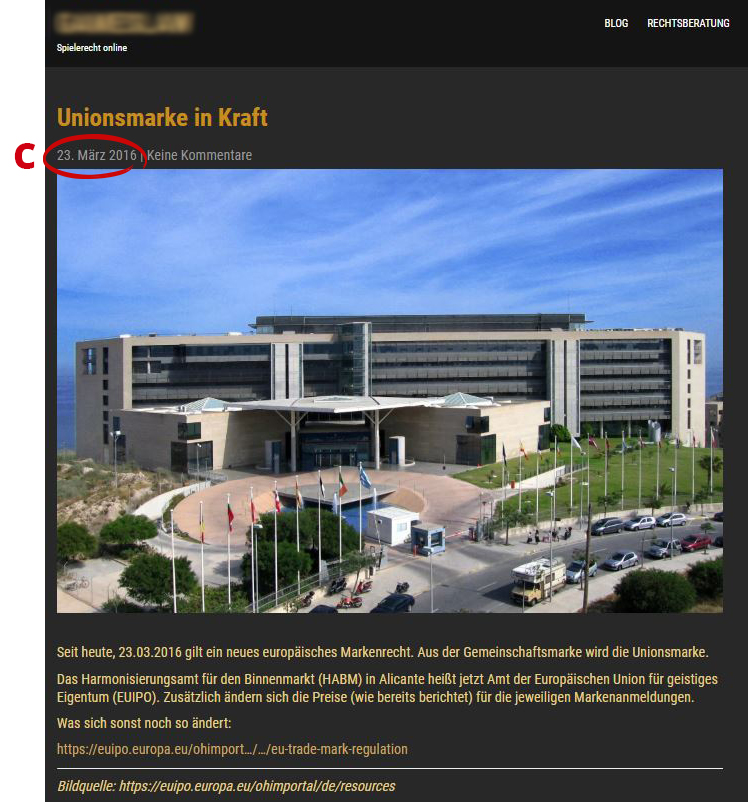 Spielerecht online
BLOG RECHTSBERATUNG
Unionsmarke in Kraft
C
23. März 2016 | Keine Kommentare
Seit heute, 23.03.2016 gilt ein neues europäisches Markenrecht. Aus der Gemeinschaftsmarke wird die Unionsmarke.
Das Harmonisierungsamt für den Binnenmarkt (HABM) in Alicante heißt jetzt Amt der Europäischen Union für geistiges
Eigentum (EUIPO). Zusätzlich ändern sich die Preise (wie bereits berichtet) für die jeweiligen Markenanmeldungen.
Was sich sonst noch so ändert:
https://euipo.europa.eu/ohimport.../.../eu-trade-mark-regulation
Bildquelle: https://euipo.europa.eu/ohimportal/de/resources